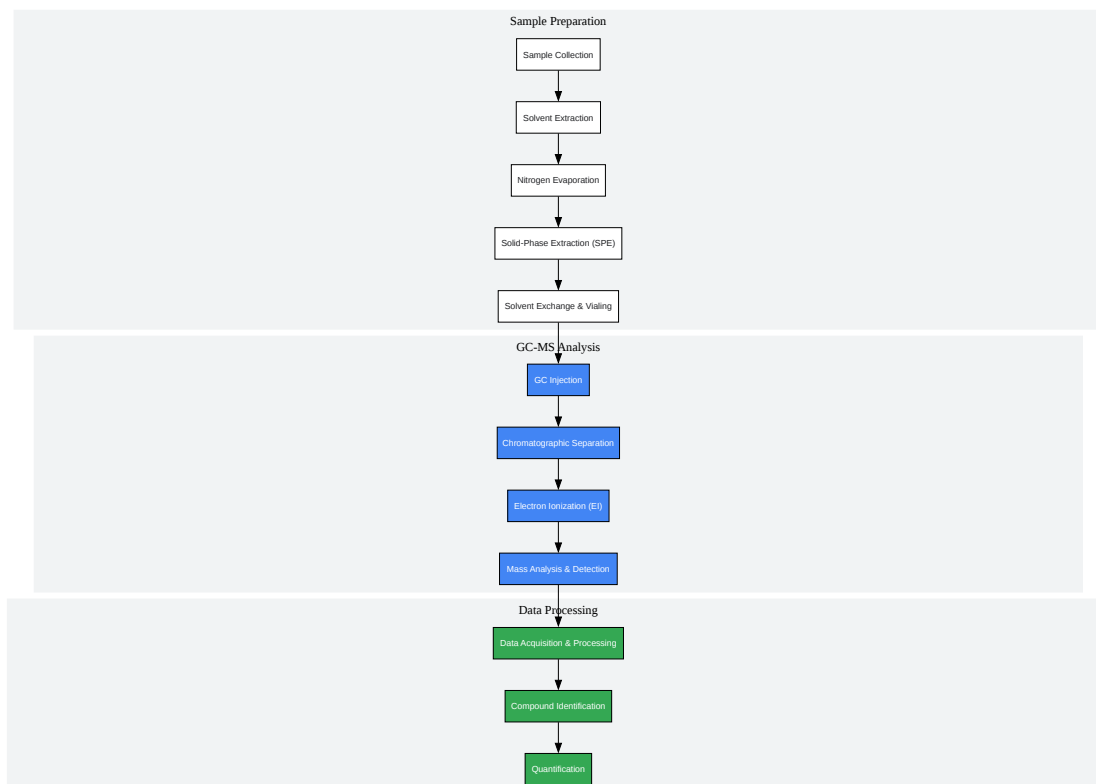 Sample Preparation
Sample Collection
Solvent Extraction
Nitrogen Evaporation
Solid-Phase Extraction (SPE)
Solvent Exchange & Vialing
GC-MS Analysis
GC Injection
Chromatographic Separation
Electron Ionization (EI)
Mass Analysis & Detection
Data Processing
Data Acquisition & Processing
Compound Identification
Quantification